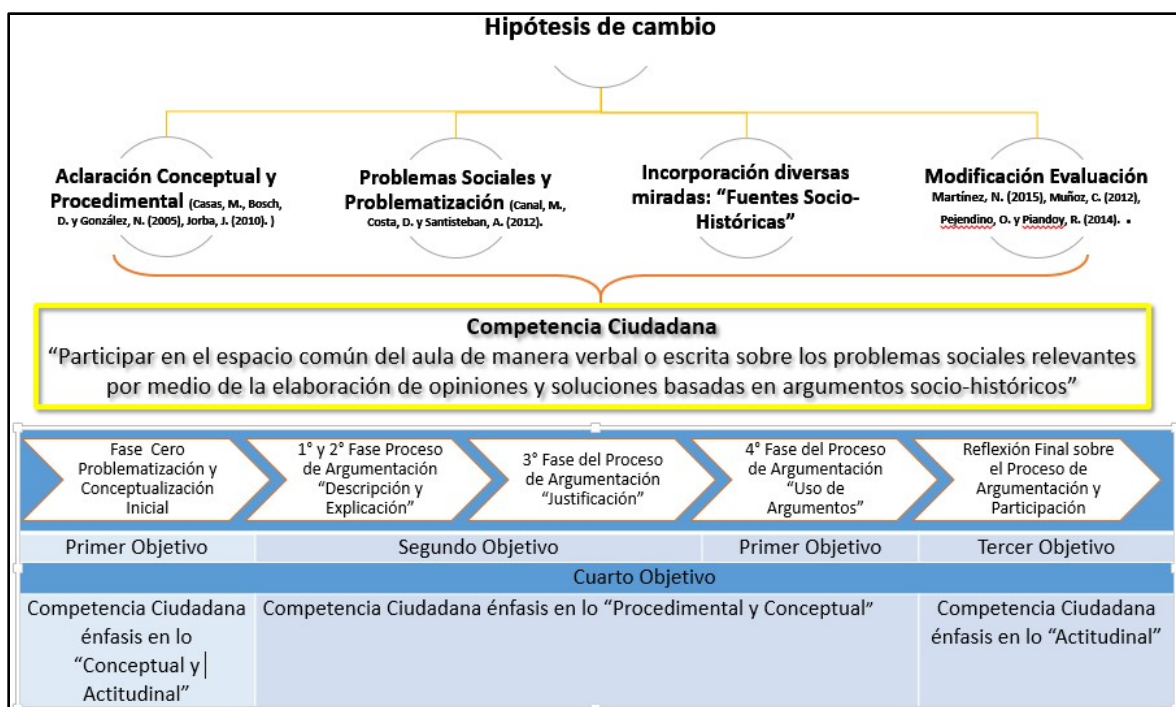 Hipótesis de cambio
Aclaración Conceptual y
Procedimental (Casas, M., Bosch,
D. y González, N. (2005), Jorba, J. (2010). )
Problemas Sociales y
Problematización (Canal, M.,
Costa, D. y Santisteban, A. (2012).
Incorporación diversas
miradas: “Fuentes Socio-
Históricas”
Modificación Evaluación
Martínez, N. (2015), Muñoz, C. (2012),
Pejendino, O. y Piandoy, R. (2014). .
Competencia Ciudadana
“Participar en el espacio común del aula de manera verbal o escrita sobre los problemas sociales relevantes
por medio de la elaboración de opiniones y soluciones basadas en argumentos socio-históricos”
Fase Cero
Problematización y
Conceptualización
Inicial
1° y 2° Fase Proceso
de Argumentación
“Descripción y
Explicación”
3° Fase del Proceso
de Argumentación
“Justificación”
4° Fase del Proceso
de Argumentación
“Uso de
Argumentos”
Reflexión Final sobre
el Proceso de
Argumentación y
Participación
Primer Objetivo
Segundo Objetivo
Primer Objetivo
Tercer Objetivo
Cuarto Objetivo
Competencia Ciudadana
énfasis en lo
“Conceptual y
Actitudinal”
Competencia Ciudadana énfasis en lo “Procedimental y Conceptual”
Competencia Ciudadana
énfasis en lo “Actitudinal”